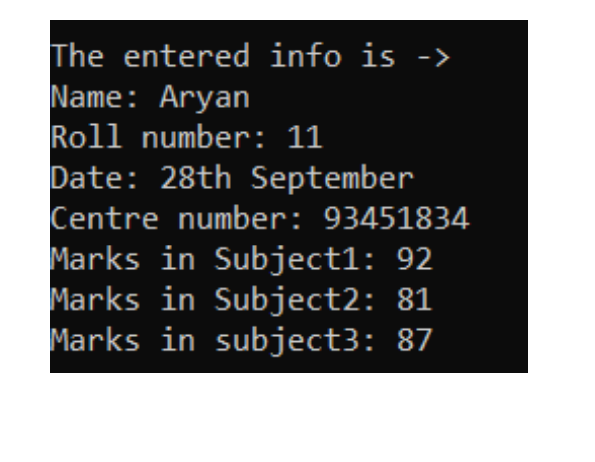 The entered info is ->
Name: Aryan
Roll number: 11
Date: 28th September
Centre number: 93451834
Marks in Subject1: 92
Marks in Subject2: 81
Marks in subject3: 87